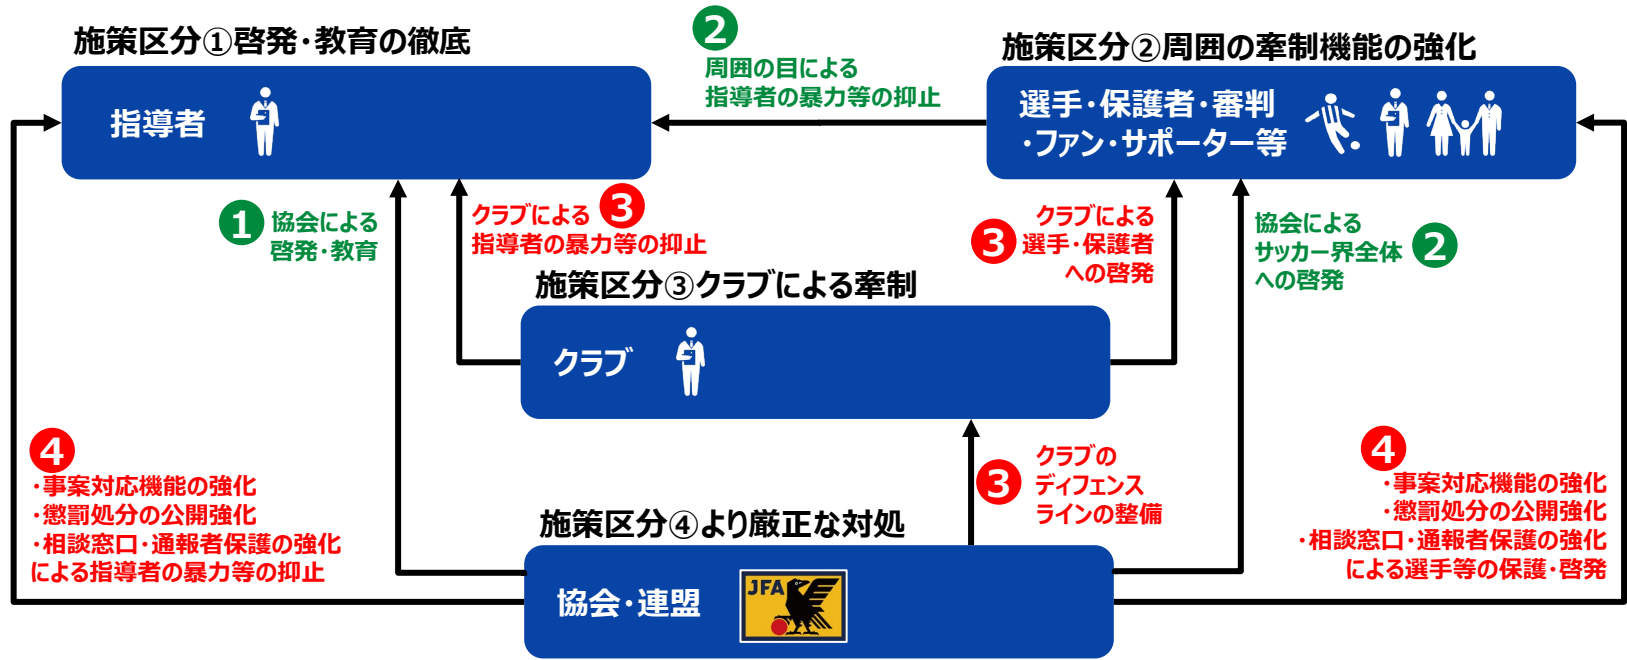 施策区分①啓発・教育の徹底
指導者
2
周囲の目による
指導者の暴力等の抑止
施策区分②周囲の牽制機能の強化
選手・保護者・審判
・ファン・サポーター等
1
協会による
啓発・教育
クラブによる
3
指導者の暴力等の抑止
3
クラブによる
選手・保護者
への啓発
協会による
サッカー界全体
への啓発
2
施策区分③クラブによる牽制
クラブ
4
・事案対応機能の強化
・懲罰処分の公開強化
・相談窓口・通報者保護の強化
による指導者の暴力等の抑止
3
クラブの
ディフェンス
ラインの整備
4
・事案対応機能の強化
・懲罰処分の公開強化
・相談窓口・通報者保護の強化
による選手等の保護・啓発
施策区分④より厳正な対処
協会・連盟
JFA